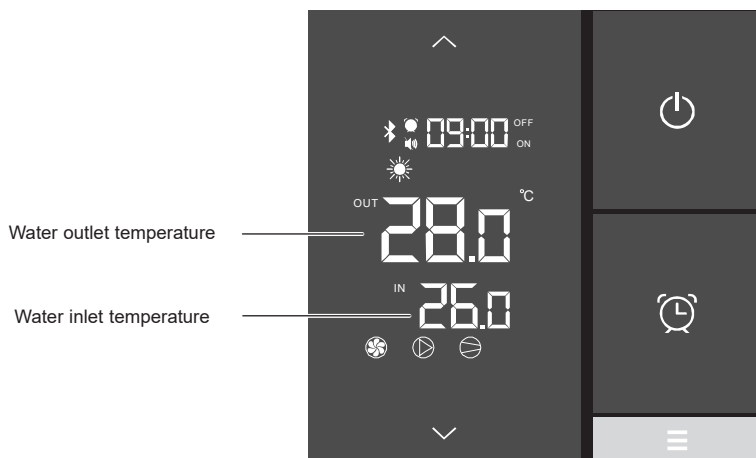 09:00 OFF
ON
OUT 28.0 °C
Water outlet temperature
IN 26.0
Water inlet temperature